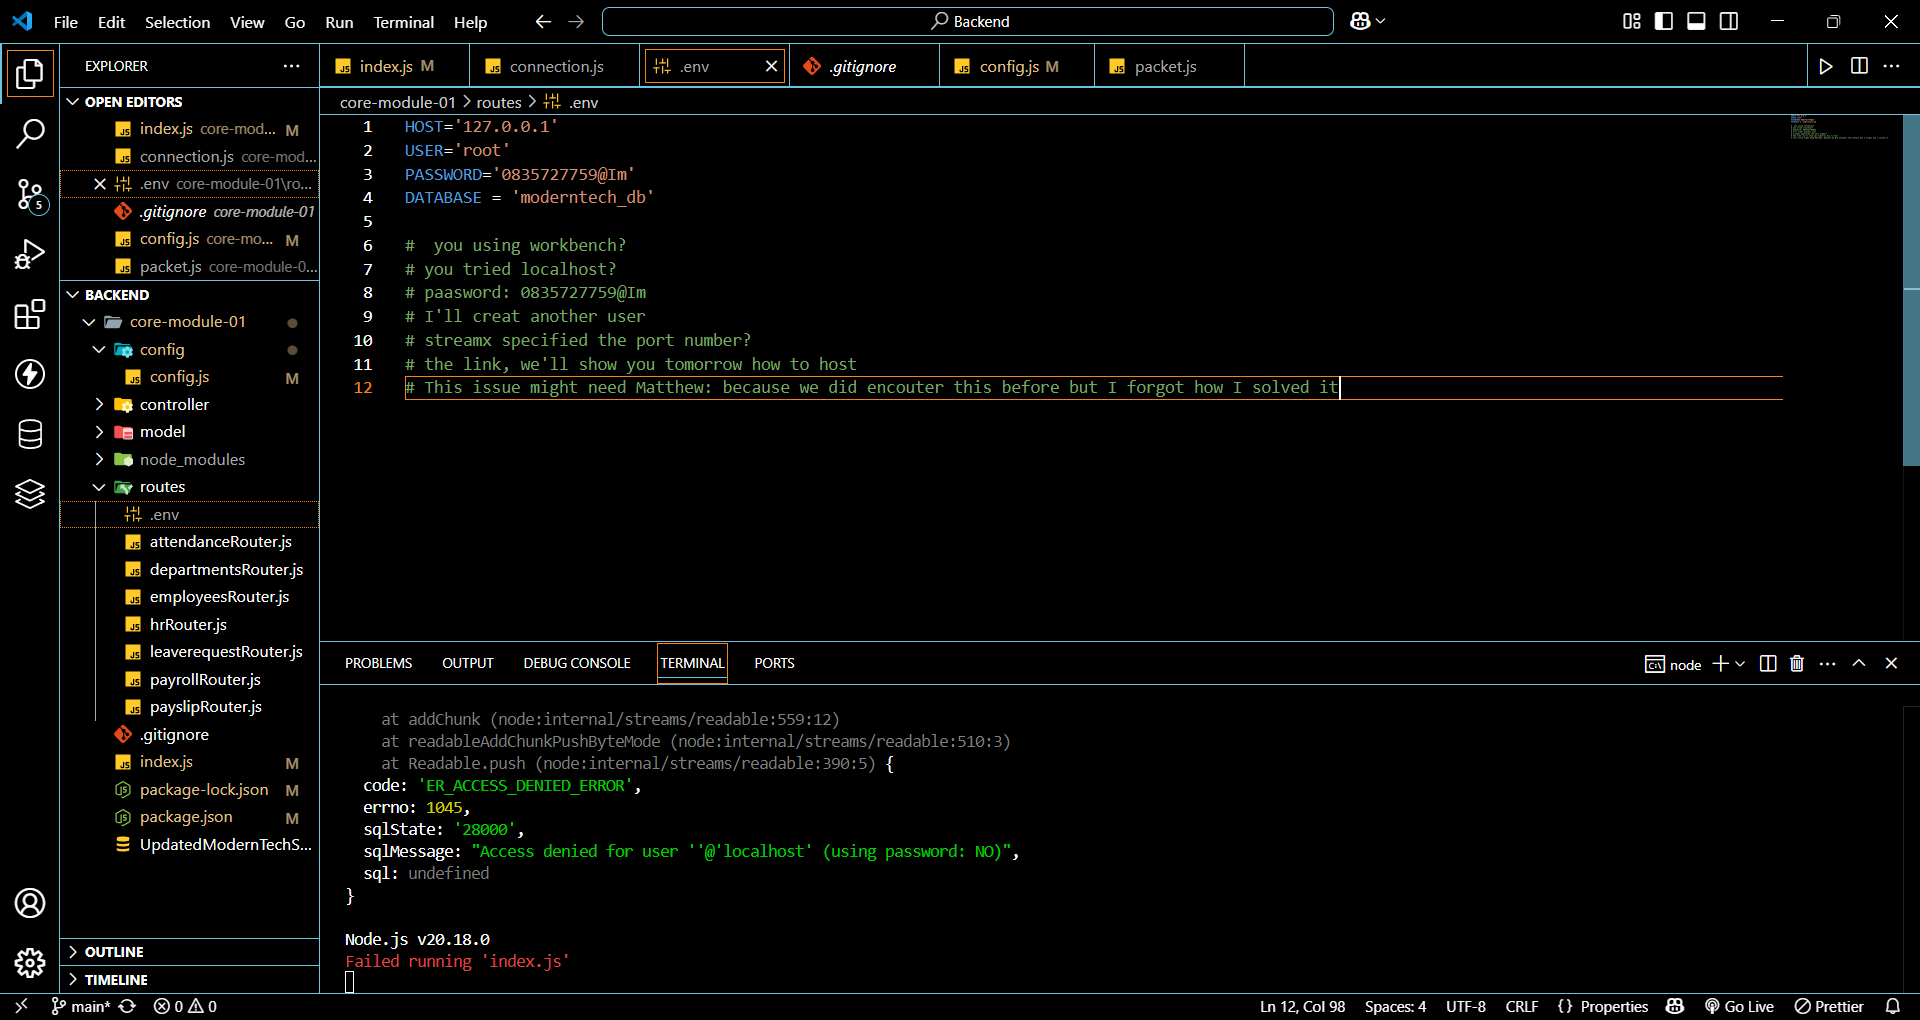 File Edit Selection View Go Run Terminal Help
Backend
EXPLORER
index.js M
connection.js
.env
.gitignore
config.js M
packet.js
OPEN EDITORS
index.js core-mod... M
connection.js core-mod...
.env core-module-01\ro...
.gitignore core-module-01
config.js core-mo... M
packet.js core-module-0...
BACKEND
core-module-01
config
config.js M
controller
model
node_modules
routes
.env
attendanceRouter.js
departmentsRouter.js
employeesRouter.js
hrRouter.js
leaverequestRouter.js
payrollRouter.js
payslipRouter.js
.gitignore
index.js M
package-lock.json M
package.json M
UpdatedModernTechS...
OUTLINE
TIMELINE
5
core-module-01 > routes > .env
1 HOST='127.0.0.1'
2 USER='root'
3 PASSWORD='0835727759@Im'
4 DATABASE = 'moderntech_db'
5
6 #  you using workbench?
7 # you tried localhost?
8 # paasword: 0835727759@Im
9 # I'll creat another user
10 # streamx specified the port number?
11 # the link, we'll show you tomorrow how to host
12 # This issue might need Matthew: because we did encouter this before but I forgot how I solved it
PROBLEMS OUTPUT DEBUG CONSOLE TERMINAL PORTS
node
at addChunk (node:internal/streams/readable:559:12)
at readableAddChunkPushByteMode (node:internal/streams/readable:510:3)
at Readable.push (node:internal/streams/readable:390:5) {
code: 'ER_ACCESS_DENIED_ERROR',
errno: 1045,
sqlState: '28000',
sqlMessage: "Access denied for user ''@'localhost' (using password: NO)",
sql: undefined
}
Node.js v20.18.0
Failed running 'index.js'
main* 0 0
Ln 12, Col 98 Spaces: 4 UTF-8 CRLF {} Properties Go Live Prettier